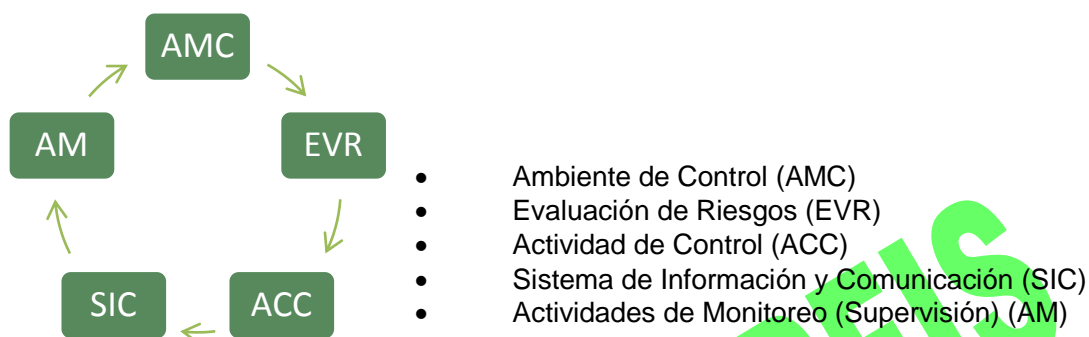 AMC
AM
EVR
SIC
ACC
• Ambiente de Control (AMC)
• Evaluación de Riesgos (EVR)
• Actividad de Control (ACC)
• Sistema de Información y Comunicación (SIC)
• Actividades de Monitoreo (Supervisión) (AM)